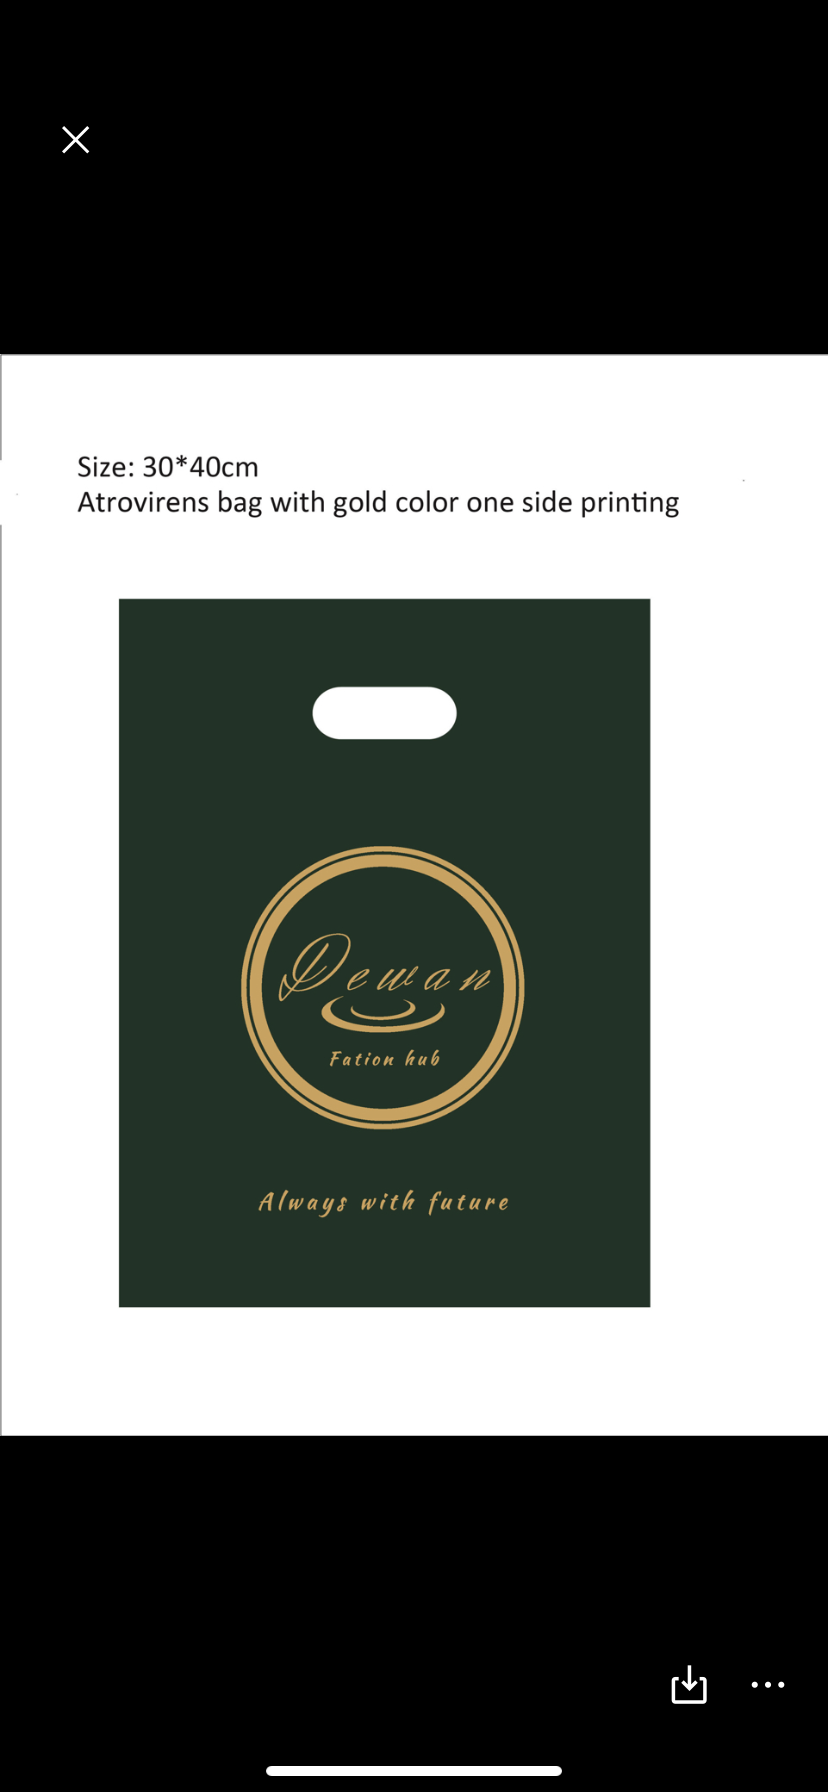 Size: 30*40cm
Atrovirens bag with gold color one side printing
Dewan
Fation hub
Always with future